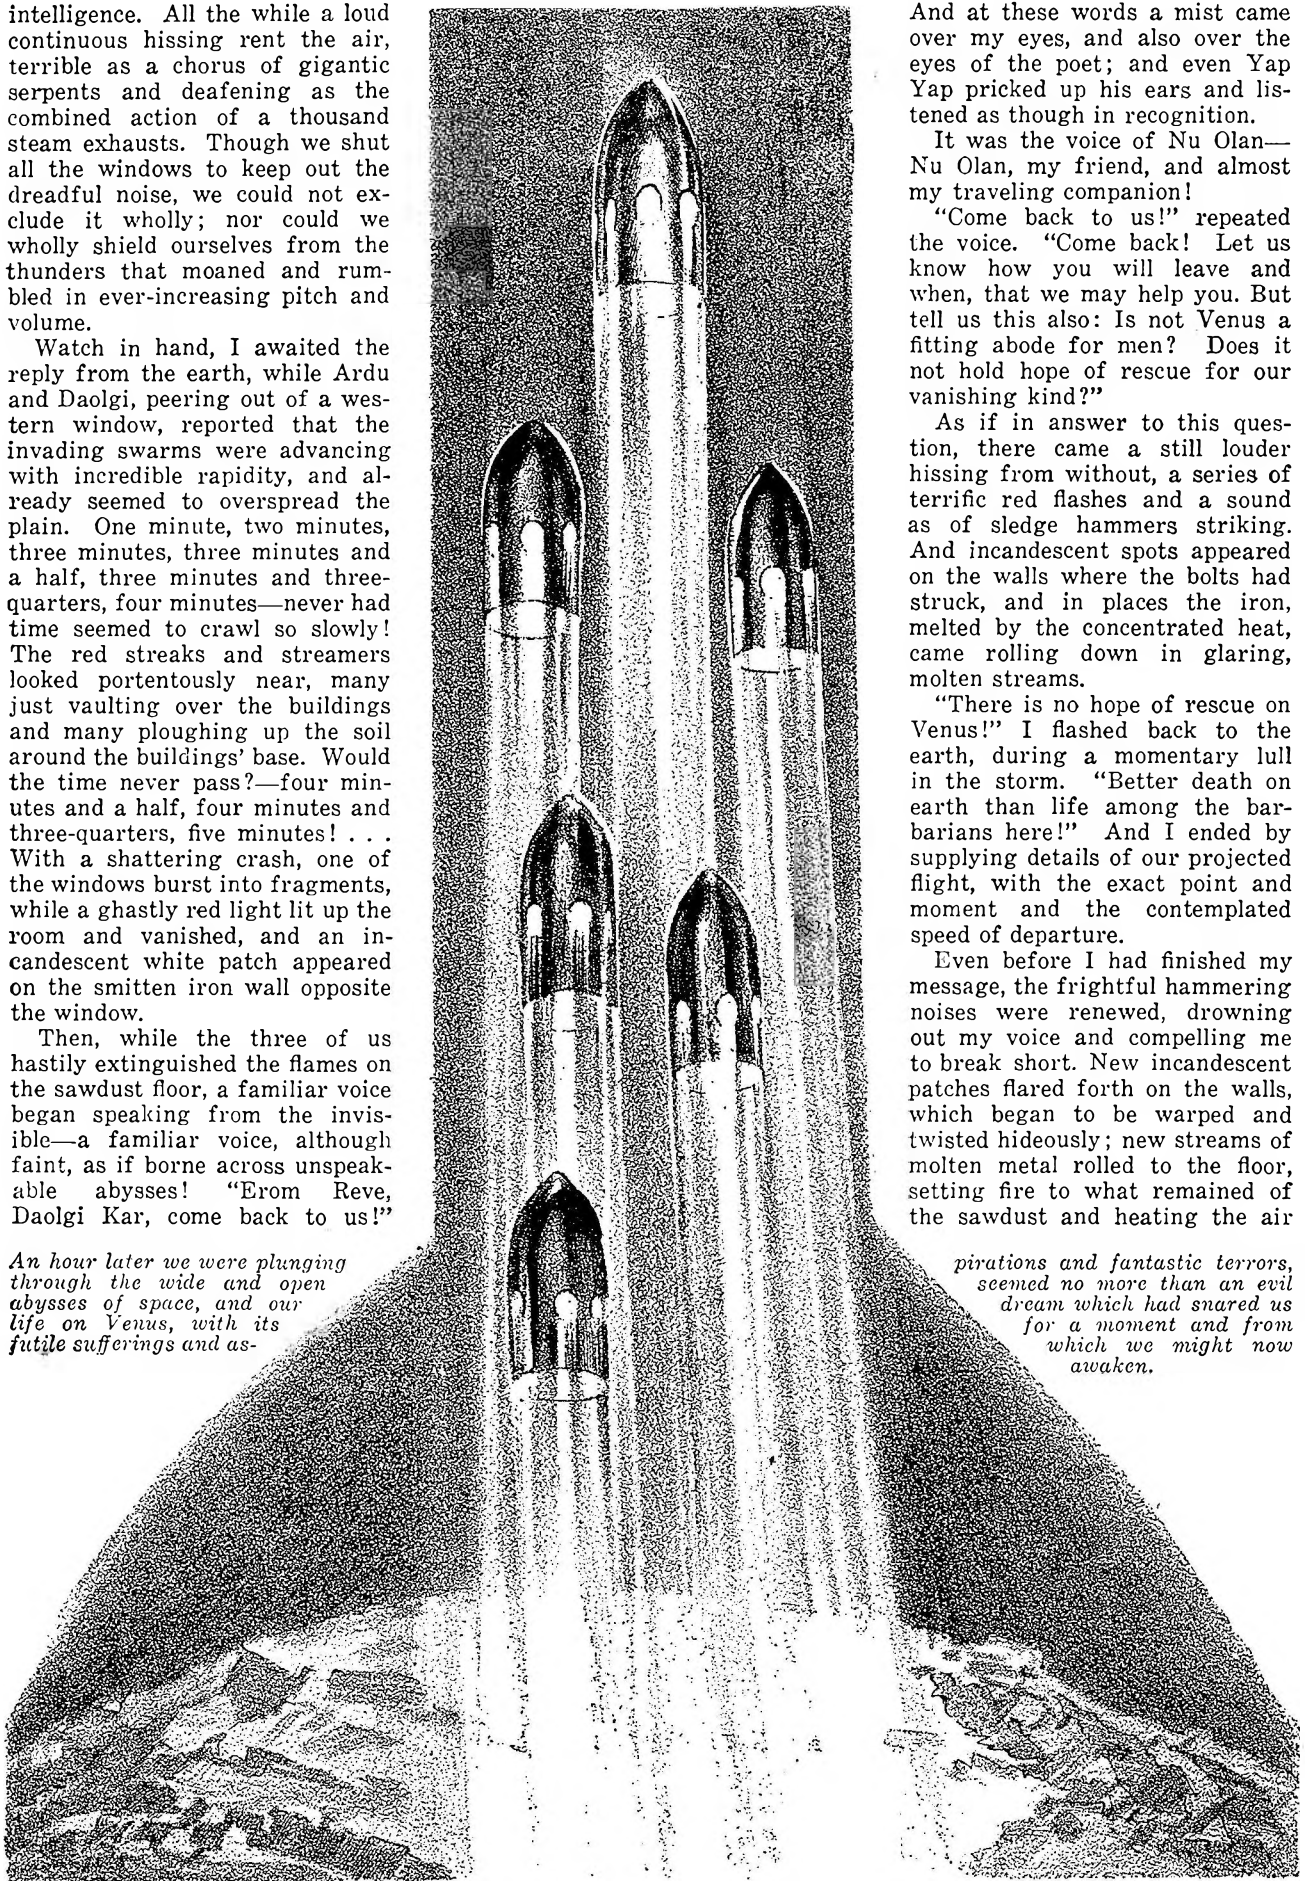 intelligence. All the while a loud
continuous hissing rent the air,
terrible as a chorus of gigantic
serpents and deafening as the
combined action of a thousand
steam exhausts. Though we shut
all the windows to keep out the
dreadful noise, we could not ex-
clude it wholly; nor could we
wholly shield ourselves from the
thunders that moaned and rum-
bled in ever-increasing pitch and
volume.
Watch in hand, I awaited the
reply from the earth, while Ardu
and Daolgi, peering out of a wes-
tern window, reported that the
invading swarms were advancing
with incredible rapidity, and al-
ready seemed to overspread the
plain. One minute, two minutes,
three minutes, three minutes and
a half, three minutes and three-
quarters, four minutes—never had
time seemed to crawl so slowly!
The red streaks and streamers
looked portentously near, many
just vaulting over the buildings
and many ploughing up the soil
around the buildings' base. Would
the time never pass?—four min-
utes and a half, four minutes and
three-quarters, five minutes! . . .
With a shattering crash, one of
the windows burst into fragments,
while a ghastly red light lit up the
room and vanished, and an in-
candescent white patch appeared
on the smitten iron wall opposite
the window.
Then, while the three of us
hastily extinguished the flames on
the sawdust floor, a familiar voice
began speaking from the invis-
ible—a familiar voice, although
faint, as if borne across unspeak-
able abysses! “Erom Reve,
Daolgi Kar, come back to us!”
And at these words a mist came
over my eyes, and also over the
eyes of the poet; and even Yap
Yap pricked up his ears and lis-
tened as though in recognition.
It was the voice of Nu Olan—
Nu Olan, my friend, and almost
my traveling companion!
“Come back to us!” repeated
the voice. “Come back! Let us
know how you will leave and
when, that we may help you. But
tell us this also: Is not Venus a
fitting abode for men? Does it
not hold hope of rescue for our
vanishing kind?”
As if in answer to this ques-
tion, there came a still louder
hissing from without, a series of
terrific red flashes and a sound
as of sledge hammers striking.
And incandescent spots appeared
on the walls where the bolts had
struck, and in places the iron,
melted by the concentrated heat,
came rolling down in glaring,
molten streams.
“There is no hope of rescue on
Venus!” I flashed back to the
earth, during a momentary lull
in the storm. “Better death on
earth than life among the bar-
barians here!” And I ended by
supplying details of our projected
flight, with the exact point and
moment and the contemplated
speed of departure.
Even before I had finished my
message, the frightful hammering
noises were renewed, drowning
out my voice and compelling me
to break short. New incandescent
patches flared forth on the walls,
which began to be warped and
twisted hideously; new streams of
molten metal rolled to the floor,
setting fire to what remained of
the sawdust and heating the air
An hour later we were plunging
through the wide and open
abysses of space, and our
life on Venus, with its
futile sufferings and as-
pirations and fantastic terrors,
seemed no more than an evil
dream which had snared us
for a moment and from
which we might now
awaken.